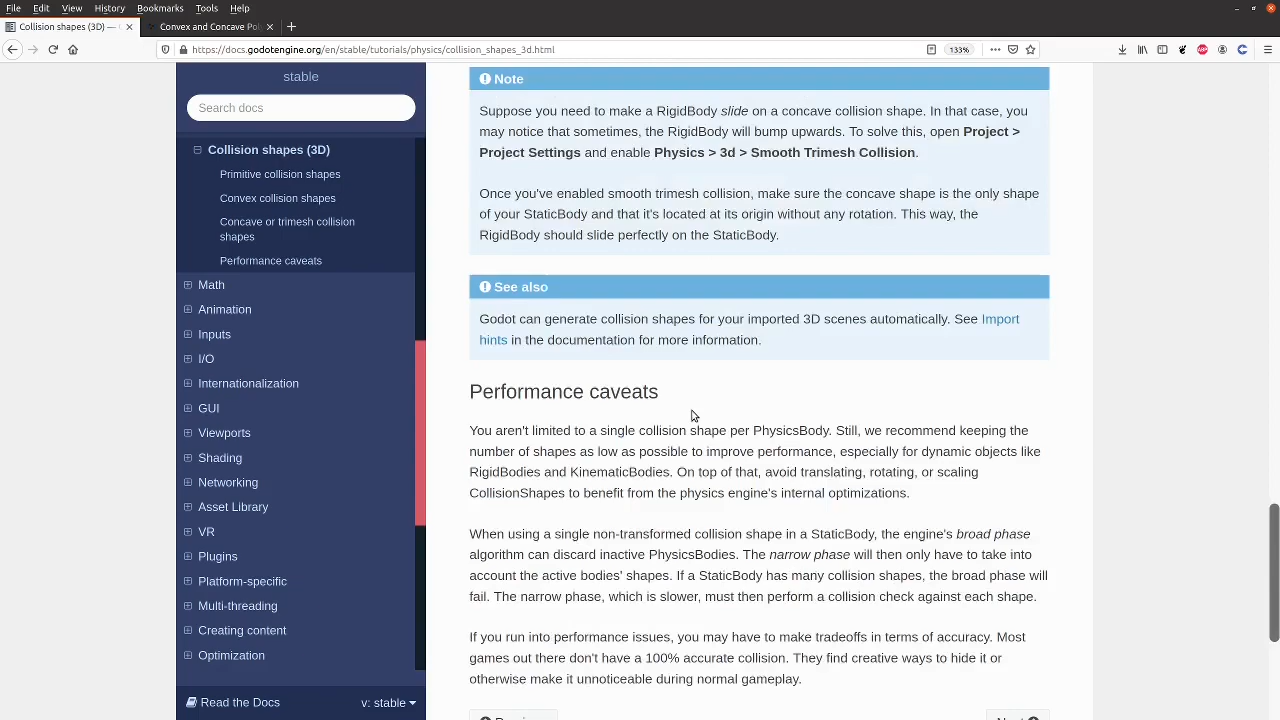 File Edit View History Bookmarks Tools Help
Collision shapes (3D) —
Convex and Concave Pol
https://docs.godotengine.org/en/stable/tutorials/physics/collision_shapes_3d.html
133%
stable
Search docs
Collision shapes (3D)
Primitive collision shapes
Convex collision shapes
Concave or trimesh collision
shapes
Performance caveats
Math
Animation
Inputs
I/O
Internationalization
GUI
Viewports
Shading
Networking
Asset Library
VR
Plugins
Platform-specific
Multi-threading
Creating content
Optimization
Read the Docs
v: stable
Note
Suppose you need to make a RigidBody slide on a concave collision shape. In that case, you
may notice that sometimes, the RigidBody will bump upwards. To solve this, open Project >
Project Settings and enable Physics > 3d > Smooth Trimesh Collision.
Once you've enabled smooth trimesh collision, make sure the concave shape is the only shape
of your StaticBody and that it's located at its origin without any rotation. This way, the
RigidBody should slide perfectly on the StaticBody.
See also
Godot can generate collision shapes for your imported 3D scenes automatically. See Import
hints in the documentation for more information.
Performance caveats
You aren't limited to a single collision shape per PhysicsBody. Still, we recommend keeping the
number of shapes as low as possible to improve performance, especially for dynamic objects like
RigidBodies and KinematicBodies. On top of that, avoid translating, rotating, or scaling
CollisionShapes to benefit from the physics engine's internal optimizations.
When using a single non-transformed collision shape in a StaticBody, the engine's broad phase
algorithm can discard inactive PhysicsBodies. The narrow phase will then only have to take into
account the active bodies' shapes. If a StaticBody has many collision shapes, the broad phase will
fail. The narrow phase, which is slower, must then perform a collision check against each shape.
If you run into performance issues, you may have to make tradeoffs in terms of accuracy. Most
games out there don't have a 100% accurate collision. They find creative ways to hide it or
otherwise make it unnoticeable during normal gameplay.